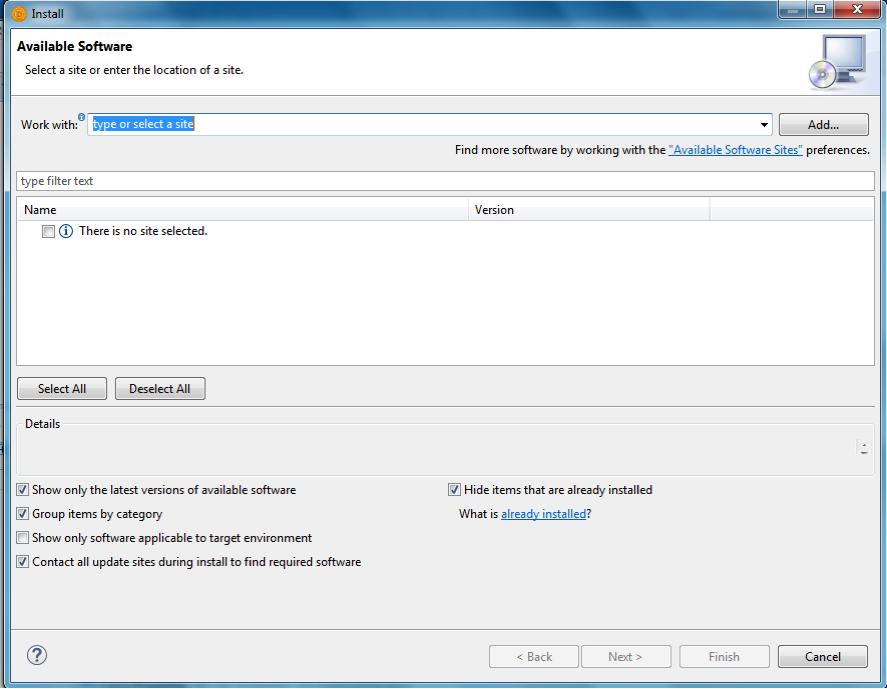 Install
Available Software
Select a site or enter the location of a site.
Work with: type or select a site Add...
Find more software by working with the "Available Software Sites" preferences.
type filter text
Name Version
There is no site selected.
Select All Deselect All
Details
Show only the latest versions of available software Hide items that are already installed
Group items by category What is already installed?
Show only software applicable to target environment
Contact all update sites during install to find required software
? < Back Next > Finish Cancel